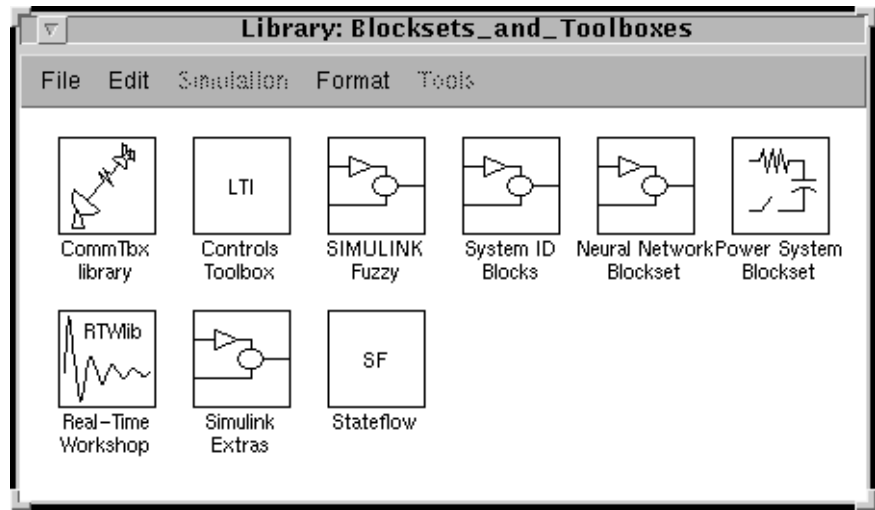 Library: Blocksets_and_Toolboxes
File Edit Simulation Format Tools
LTI
CommTbx library
Controls Toolbox
SIMULINK Fuzzy
System ID Blocks
Neural Network Blockset
Power System Blockset
RTWlib
SF
Real-Time Workshop
Simulink Extras
Stateflow